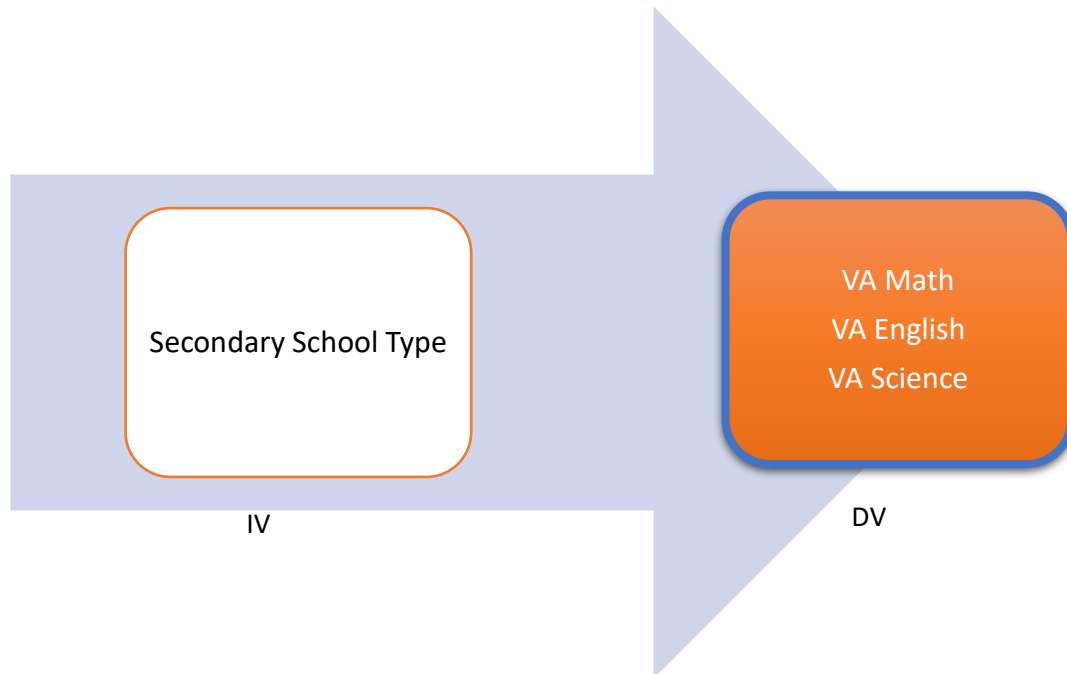 Secondary School Type
VA Math
VA English
VA Science
IV
DV